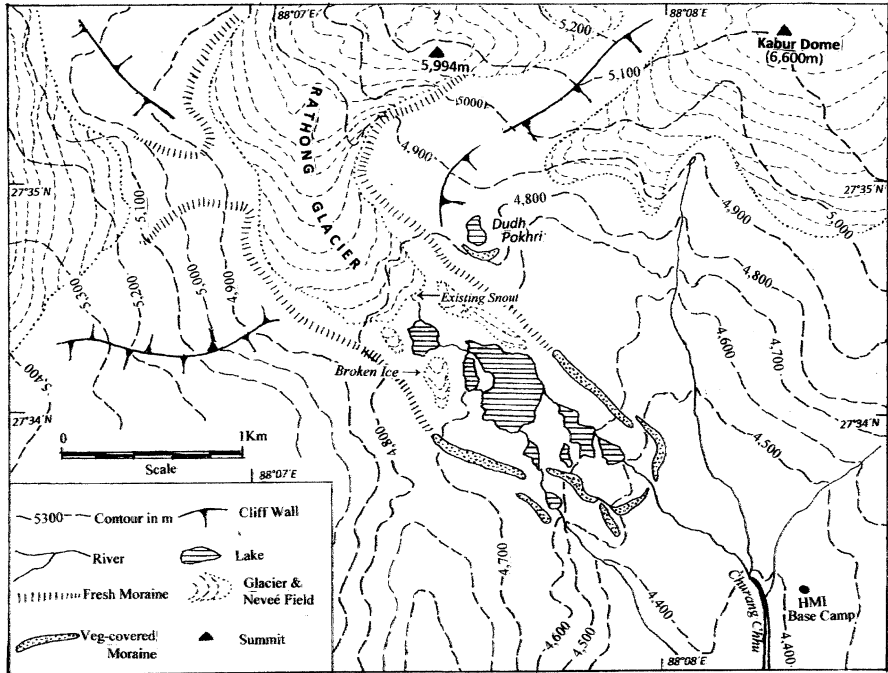 88°07′E
88°08′E
5,200
5,994m
Kabur Dome
(6,600m)
5,100
5000
RATHONG GLACIER
4,900
27°35′N
27°35′N
5,100
4,800
4,900
5,000
Dudh
Pokhri
5,300
5,200
5,000
4,900
4,800
Existing Snout
4,700
4,600
Broken Ice
5,400
27°34′N
27°34′N
4,500
0
1Km
Scale
4,800
88°07′E
5300
Contour in m
Cliff Wall
River
Lake
Fresh Moraine
Glacier &
Neveé Field
Veg-covered
Moraine
Summit
4,700
4,600
4,500
4,400
Churang Chhu
HMI
Base Camp
4,400
88°08′E